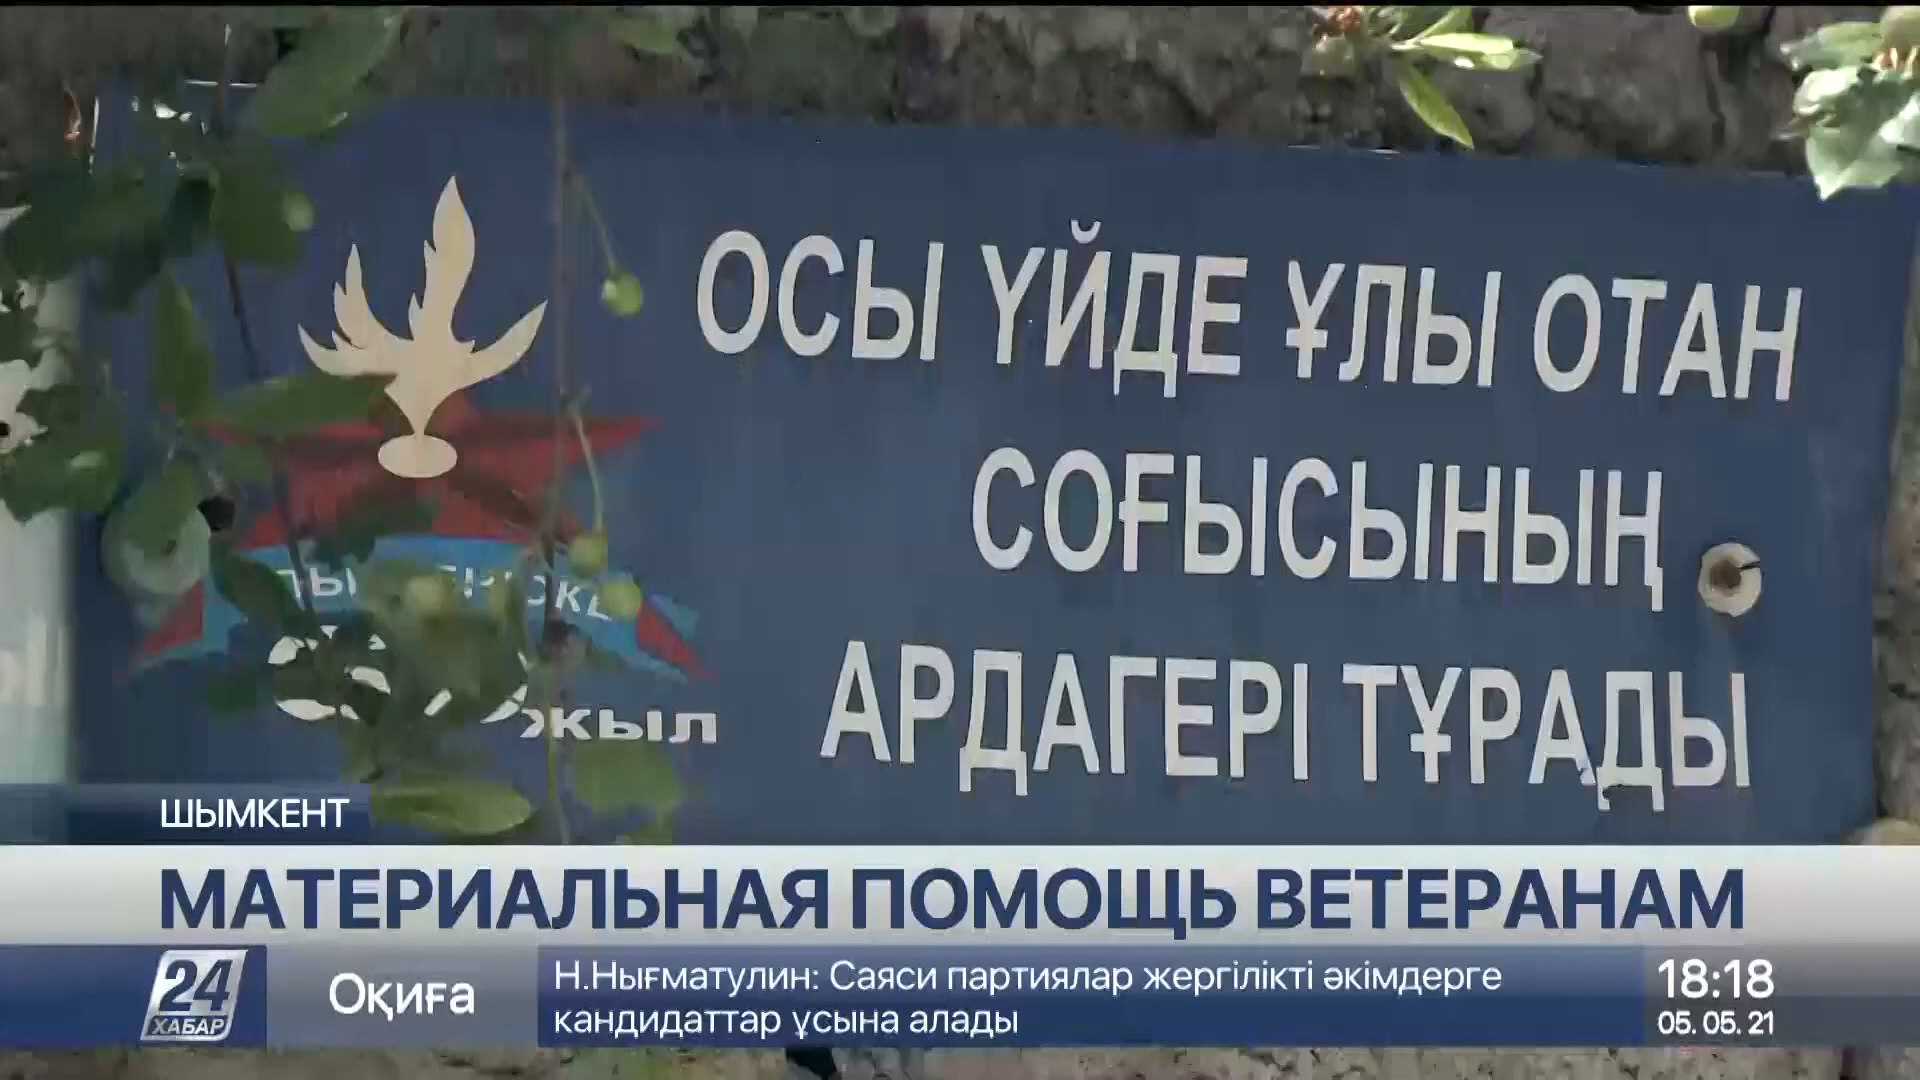 ОСЫ ҮЙДЕ ҰЛЫ ОТАН
СОҒЫСЫНЫҢ
АРДАГЕРІ ТҰРАДЫ
жыл
ШЫМКЕНТ
МАТЕРИАЛЬНАЯ ПОМОЩЬ ВЕТЕРАНАМ
24
ХАБАР
Оқиға
Н.Нығматулин: Саяси партиялар жергілікті әкімдерге
кандидаттар ұсына алады
18:18
05. 05. 21